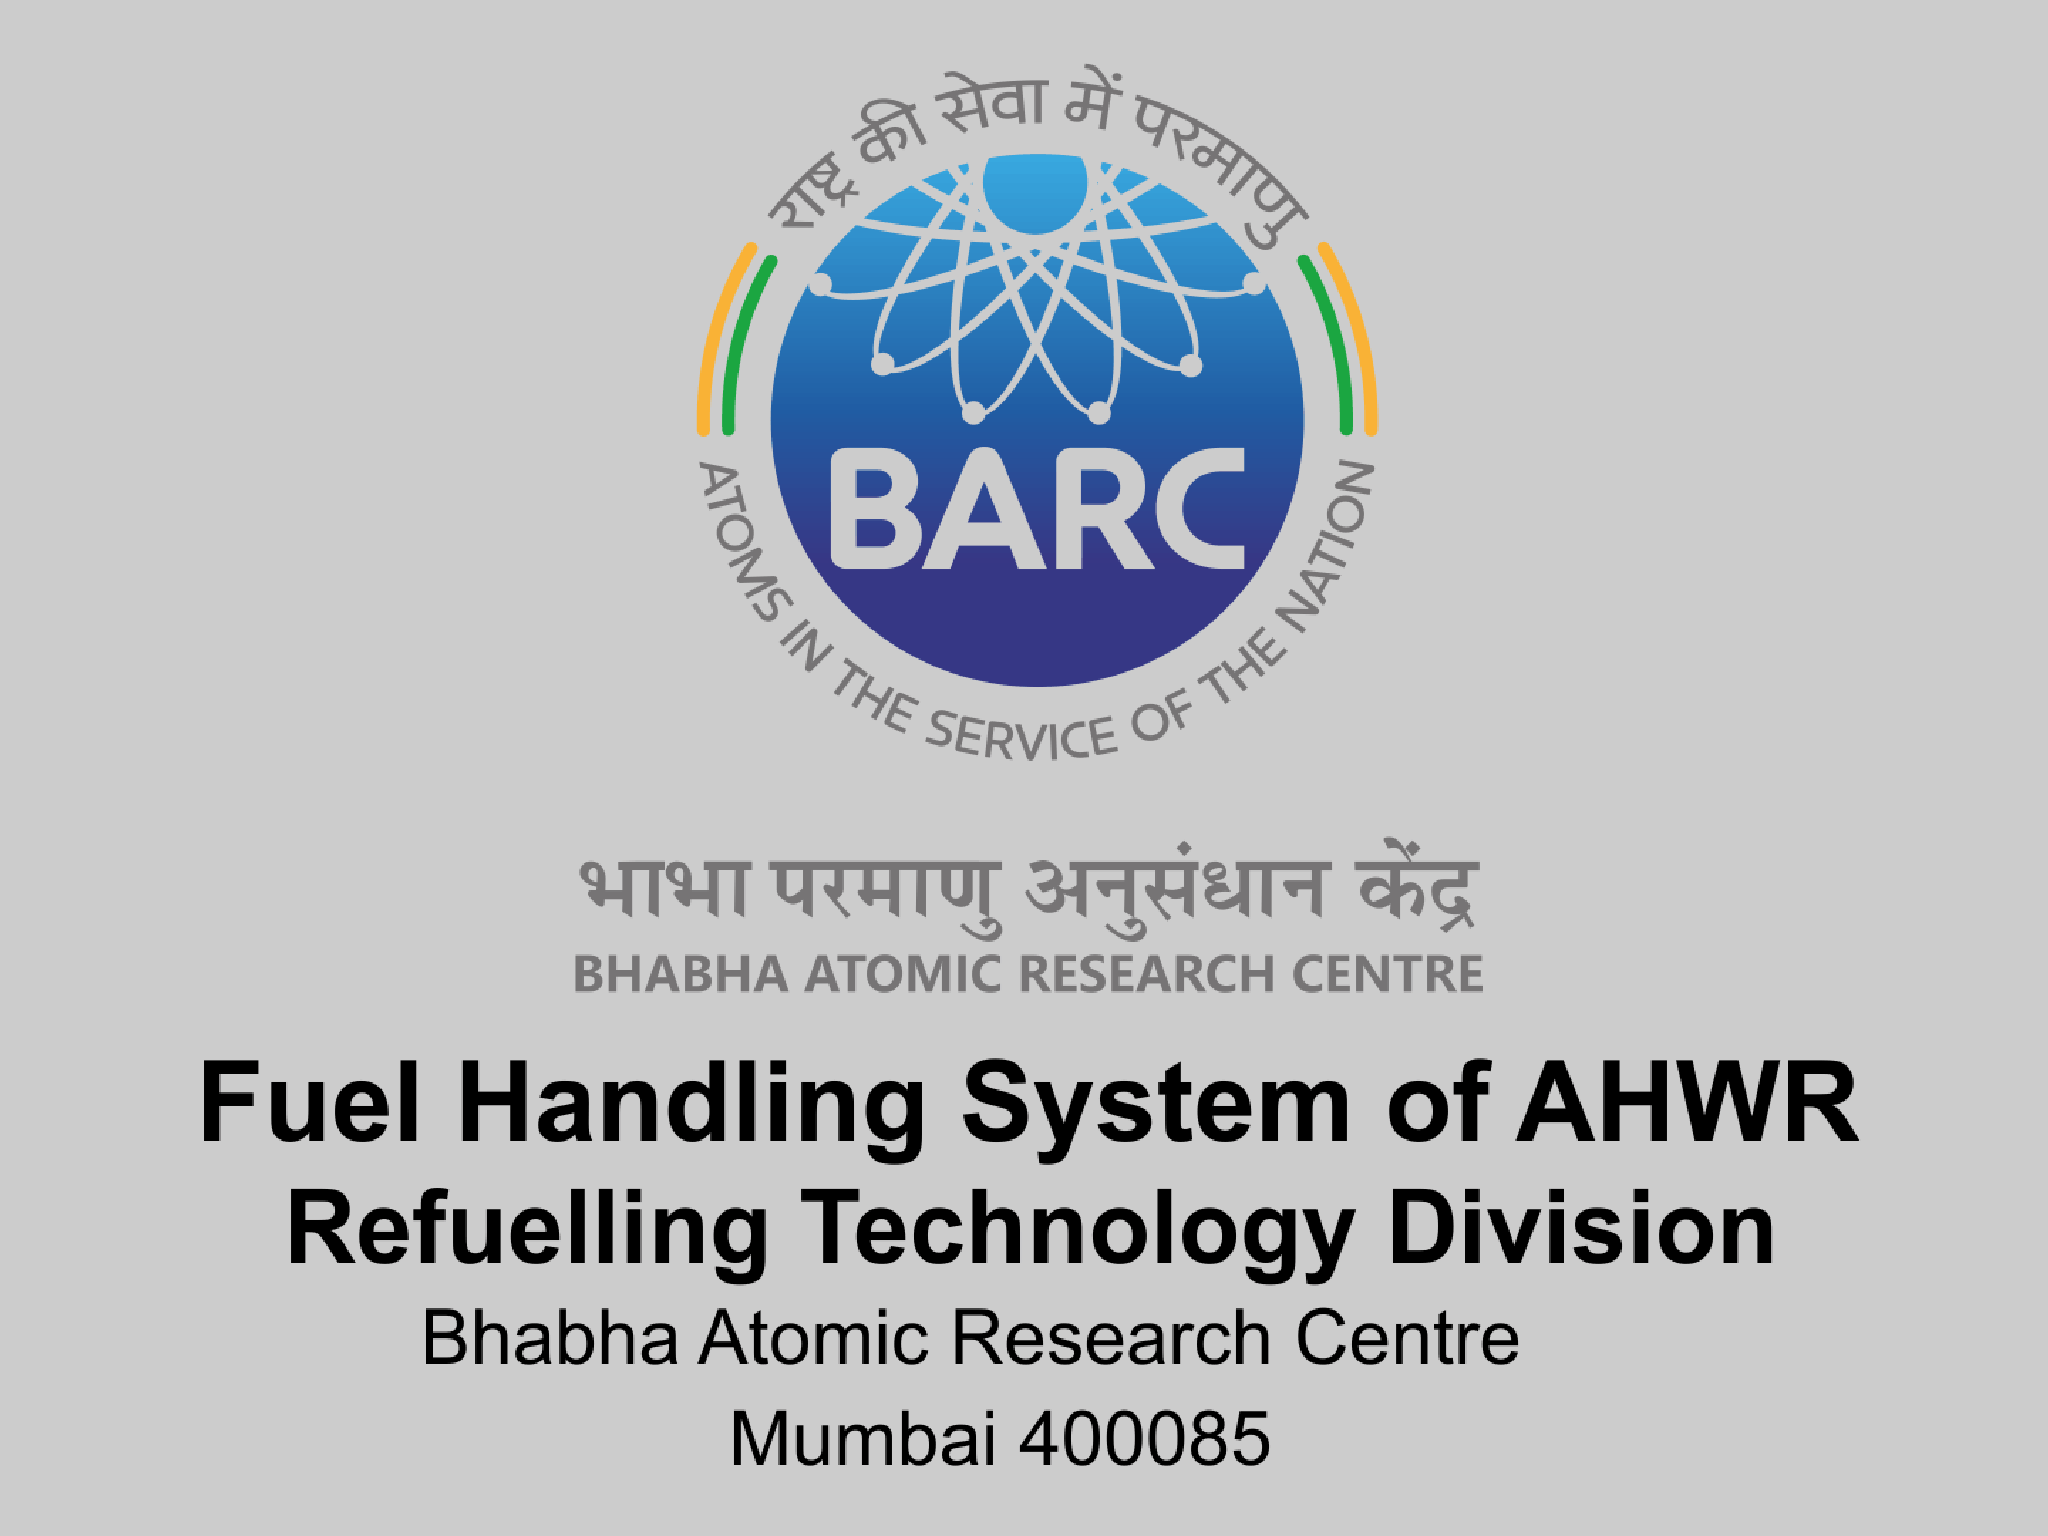 राष्ट्र की सेवा में परमाणु
BARC
ATOMS IN THE SERVICE OF THE NATION
भाभा परमाणु अनुसंधान केंद्र
BHABHA ATOMIC RESEARCH CENTRE
Fuel Handling System of AHWR
Refuelling Technology Division
Bhabha Atomic Research Centre
Mumbai 400085